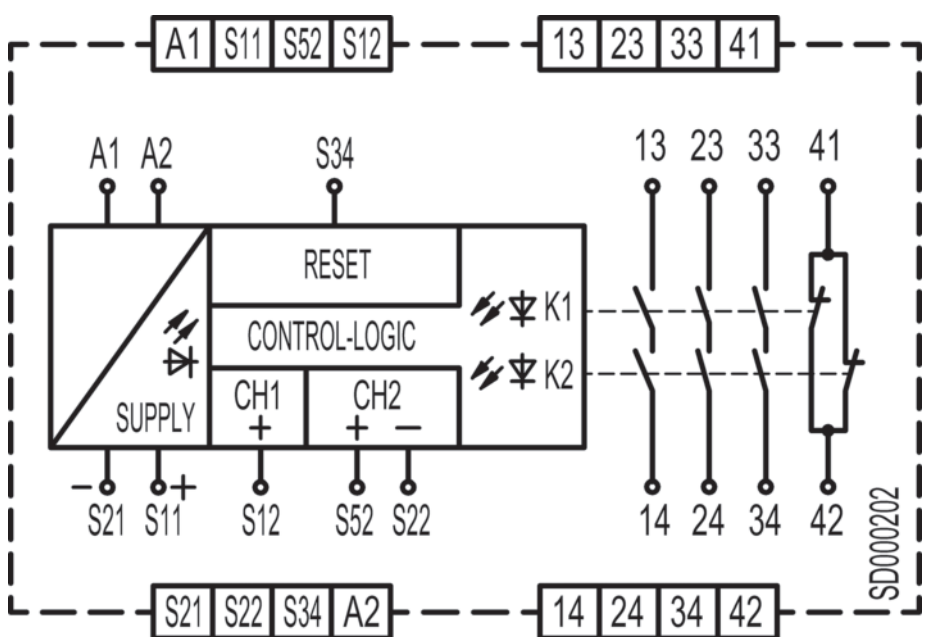 A1 S11 S52 S12 13 23 33 41
A1 A2 S34 13 23 33 41
RESET
K1
CONTROL-LOGIC
K2
CH1 CH2
SUPPLY + + −
− +
S21 S11 S12 S52 S22 14 24 34 42
SD000202
S21 S22 S34 A2 14 24 34 42